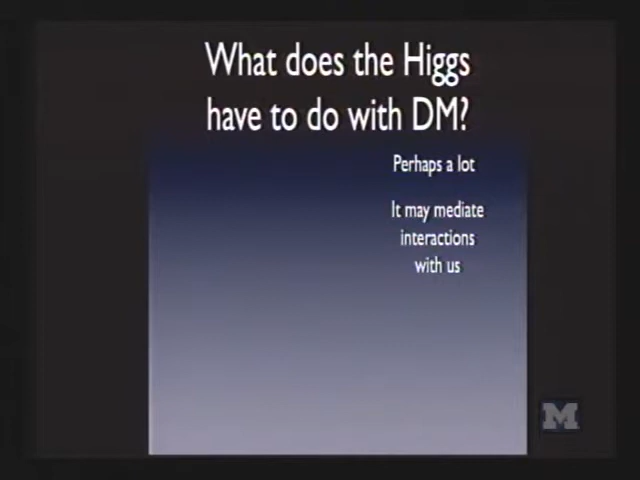 What does the Higgs
have to do with DM?
Perhaps a lot
It may mediate
interactions
with us
M